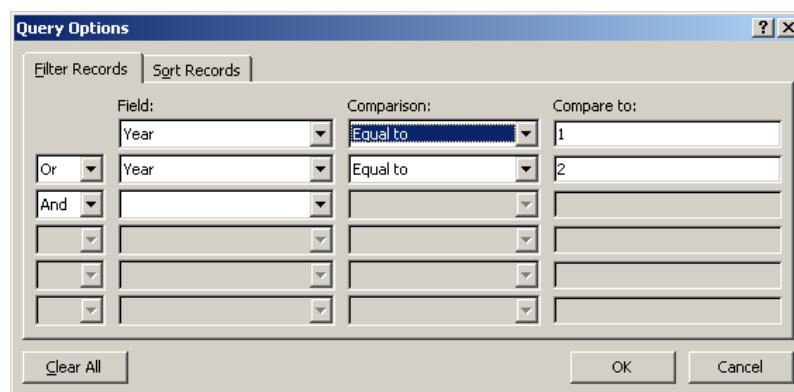 Query Options
Filter Records Sort Records
Field: Comparison: Compare to:
Year Equal to 1
Or Year Equal to 2
And
Clear All OK Cancel